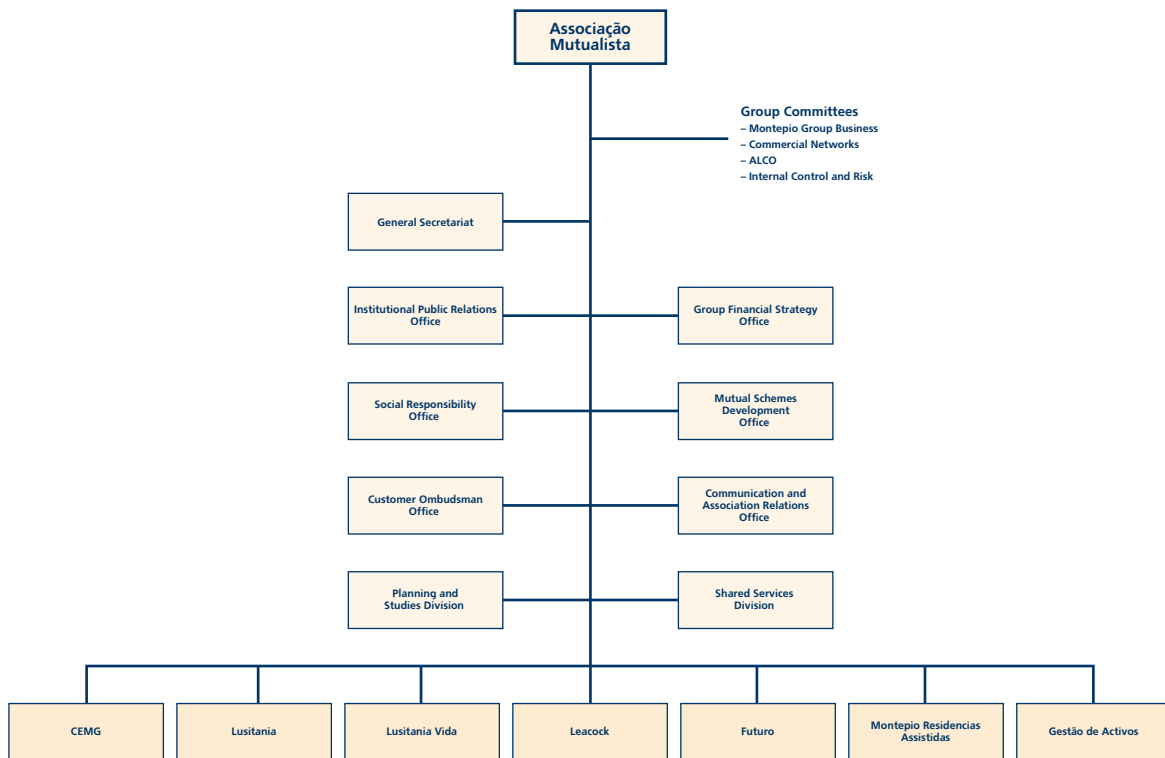 Associação
Mutualista
Group Committees
– Montepio Group Business
– Commercial Networks
– ALCO
– Internal Control and Risk
General Secretariat
Institutional Public Relations
Office
Group Financial Strategy
Office
Social Responsibility
Office
Mutual Schemes
Development
Office
Customer Ombudsman
Office
Communication and
Association Relations
Office
Planning and
Studies Division
Shared Services
Division
CEMG
Lusitania
Lusitania Vida
Leacock
Futuro
Montepio Residencias
Assistidas
Gestão de Activos